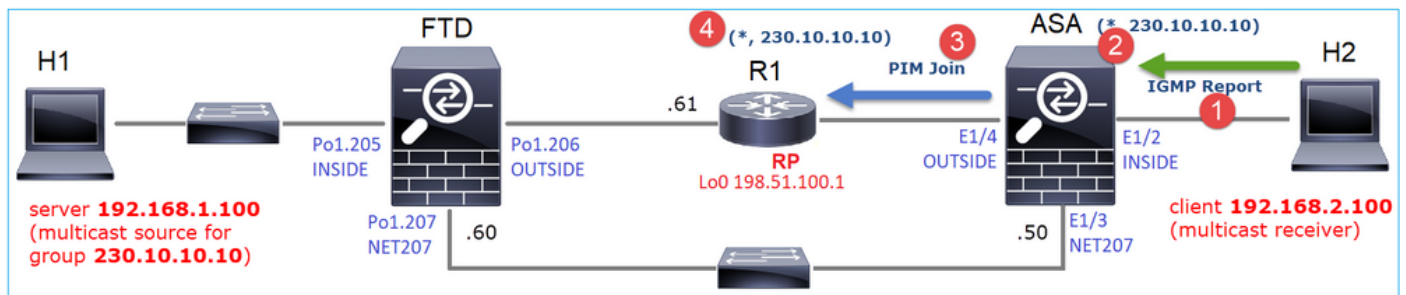 FTD
4
(*, 230.10.10.10)
3
ASA
(*, 230.10.10.10)
2
H1
R1
PIM Join
H2
IGMP Report
1
.61
Po1.205
INSIDE
Po1.206
OUTSIDE
RP
Lo0 198.51.100.1
E1/4
OUTSIDE
E1/2
INSIDE
server 192.168.1.100
(multicast source for
group 230.10.10.10)
Po1.207
NET207
.60
.50
E1/3
NET207
client 192.168.2.100
(multicast receiver)